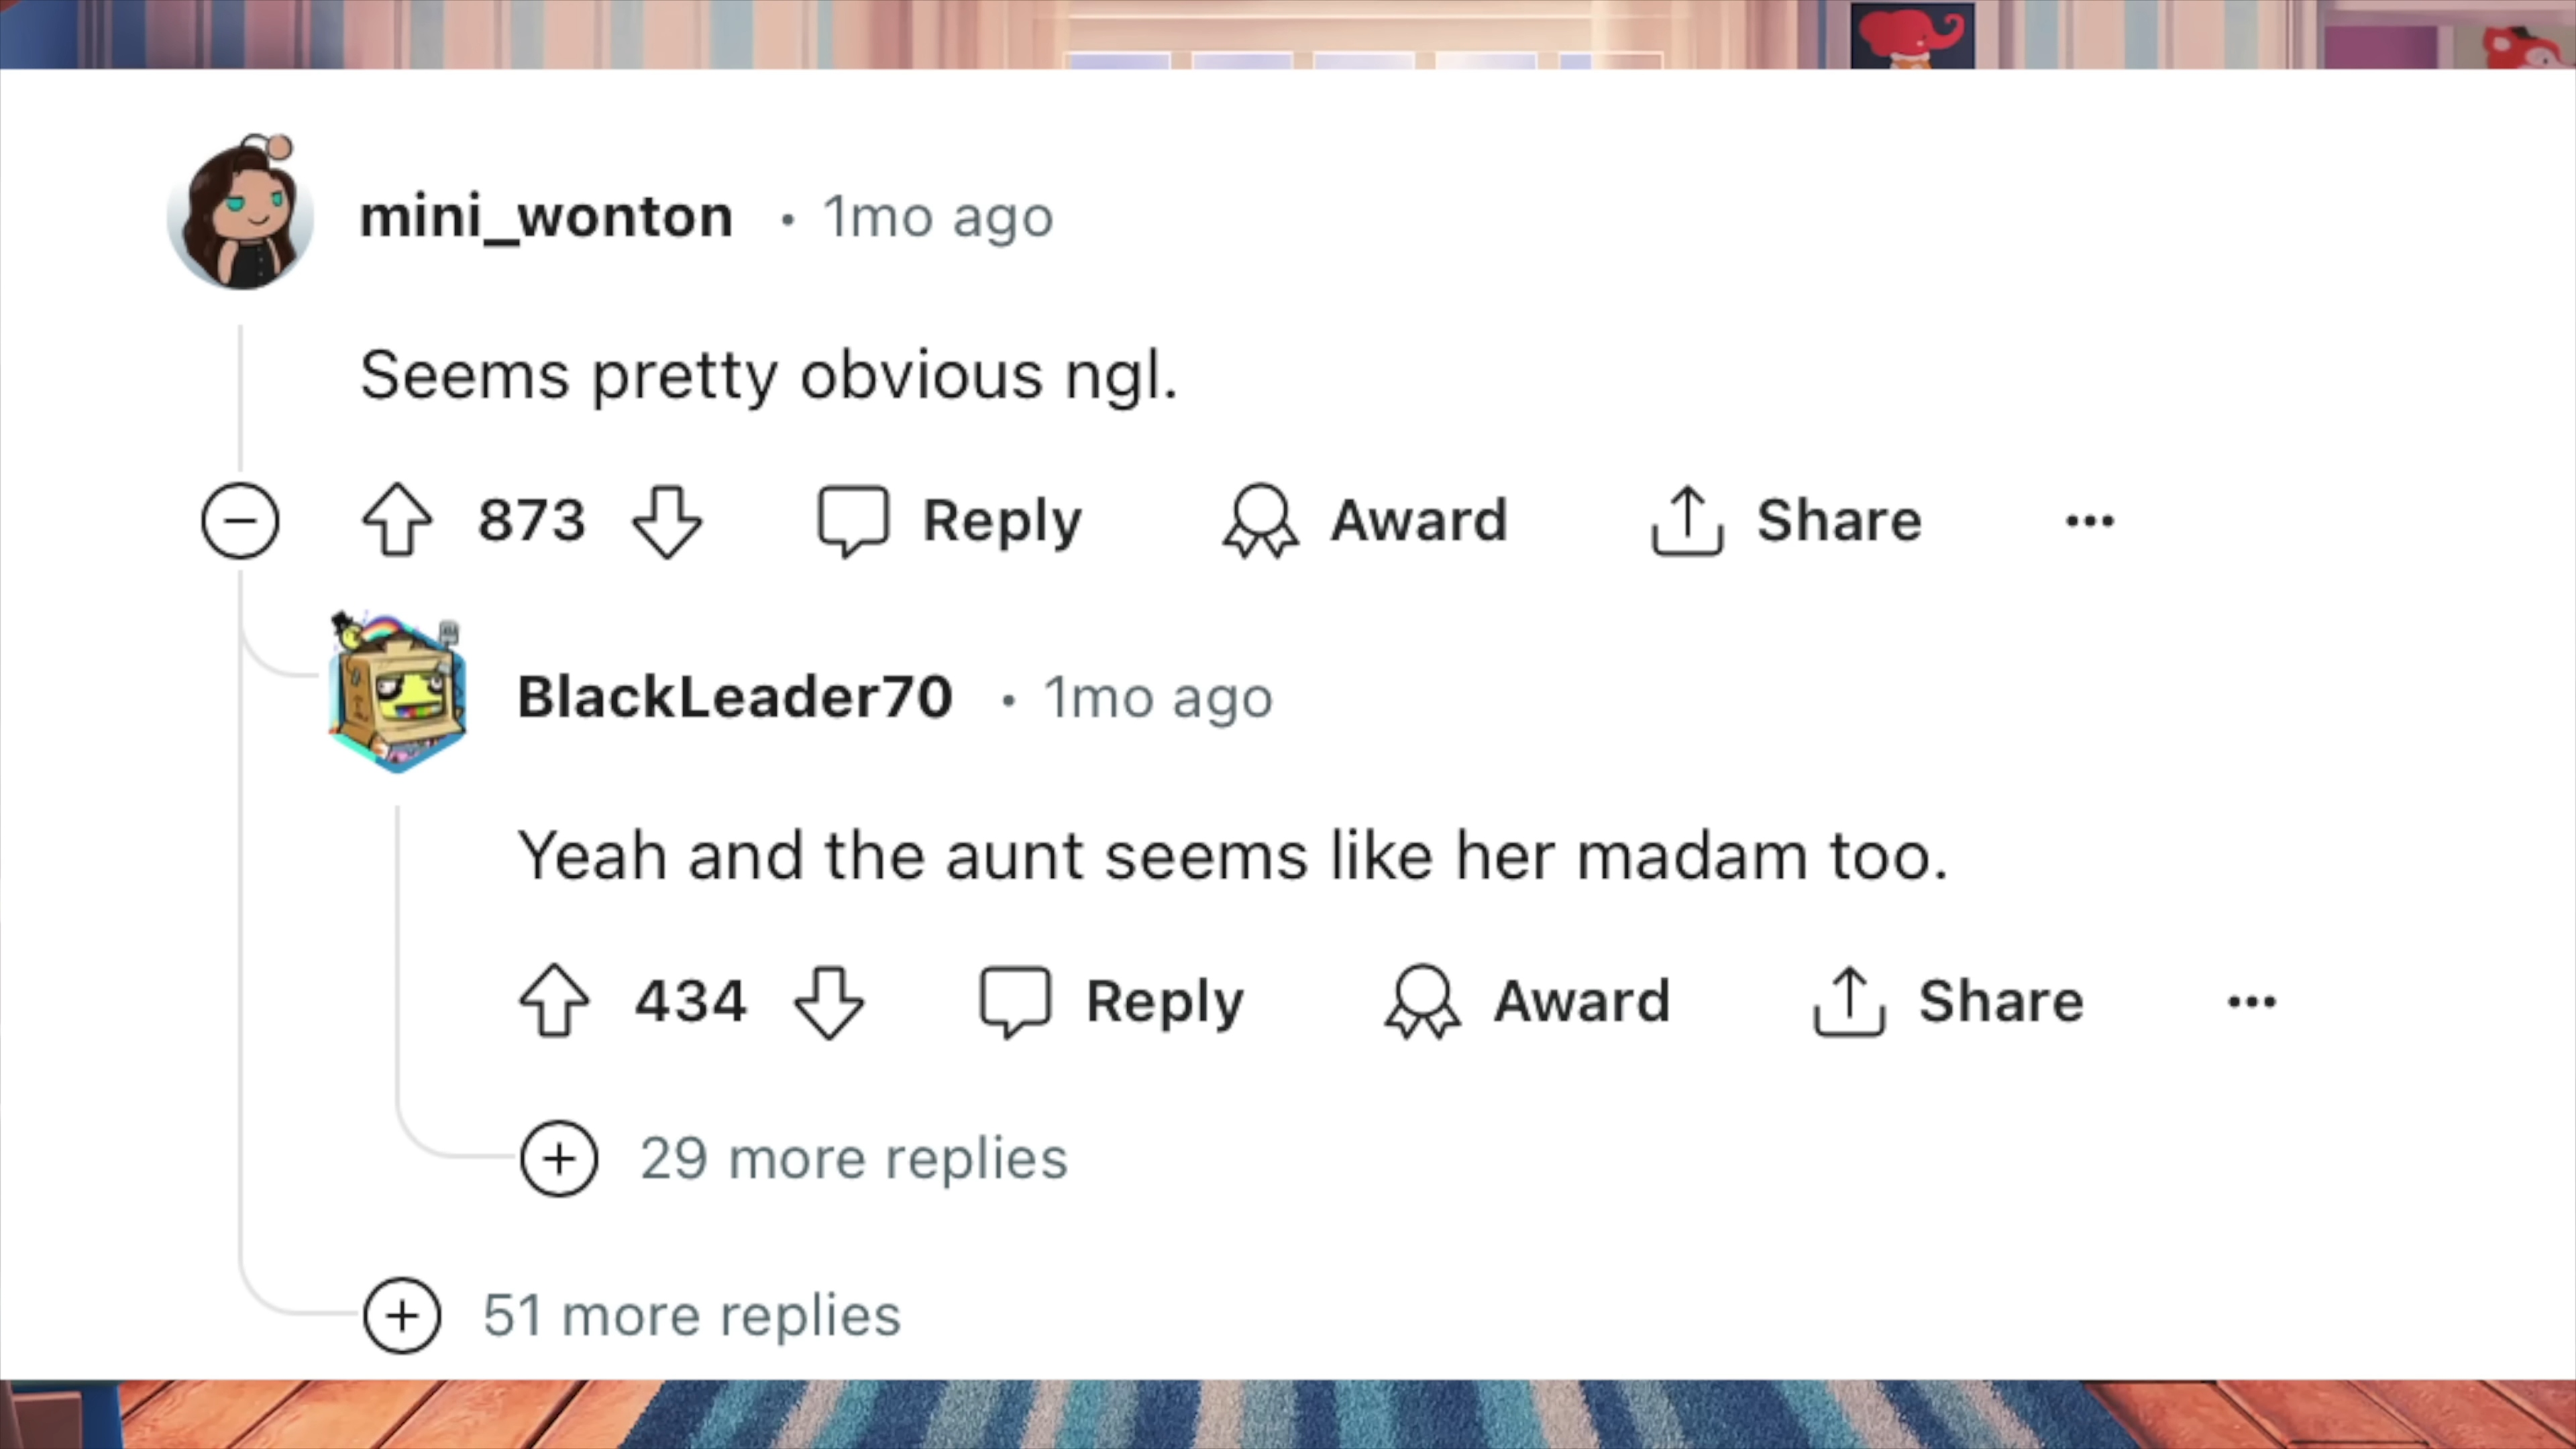 mini_wonton • 1mo ago
Seems pretty obvious ngl.
873 Reply Award Share ...
BlackLeader70 • 1mo ago
Yeah and the aunt seems like her madam too.
434 Reply Award Share ...
29 more replies
51 more replies